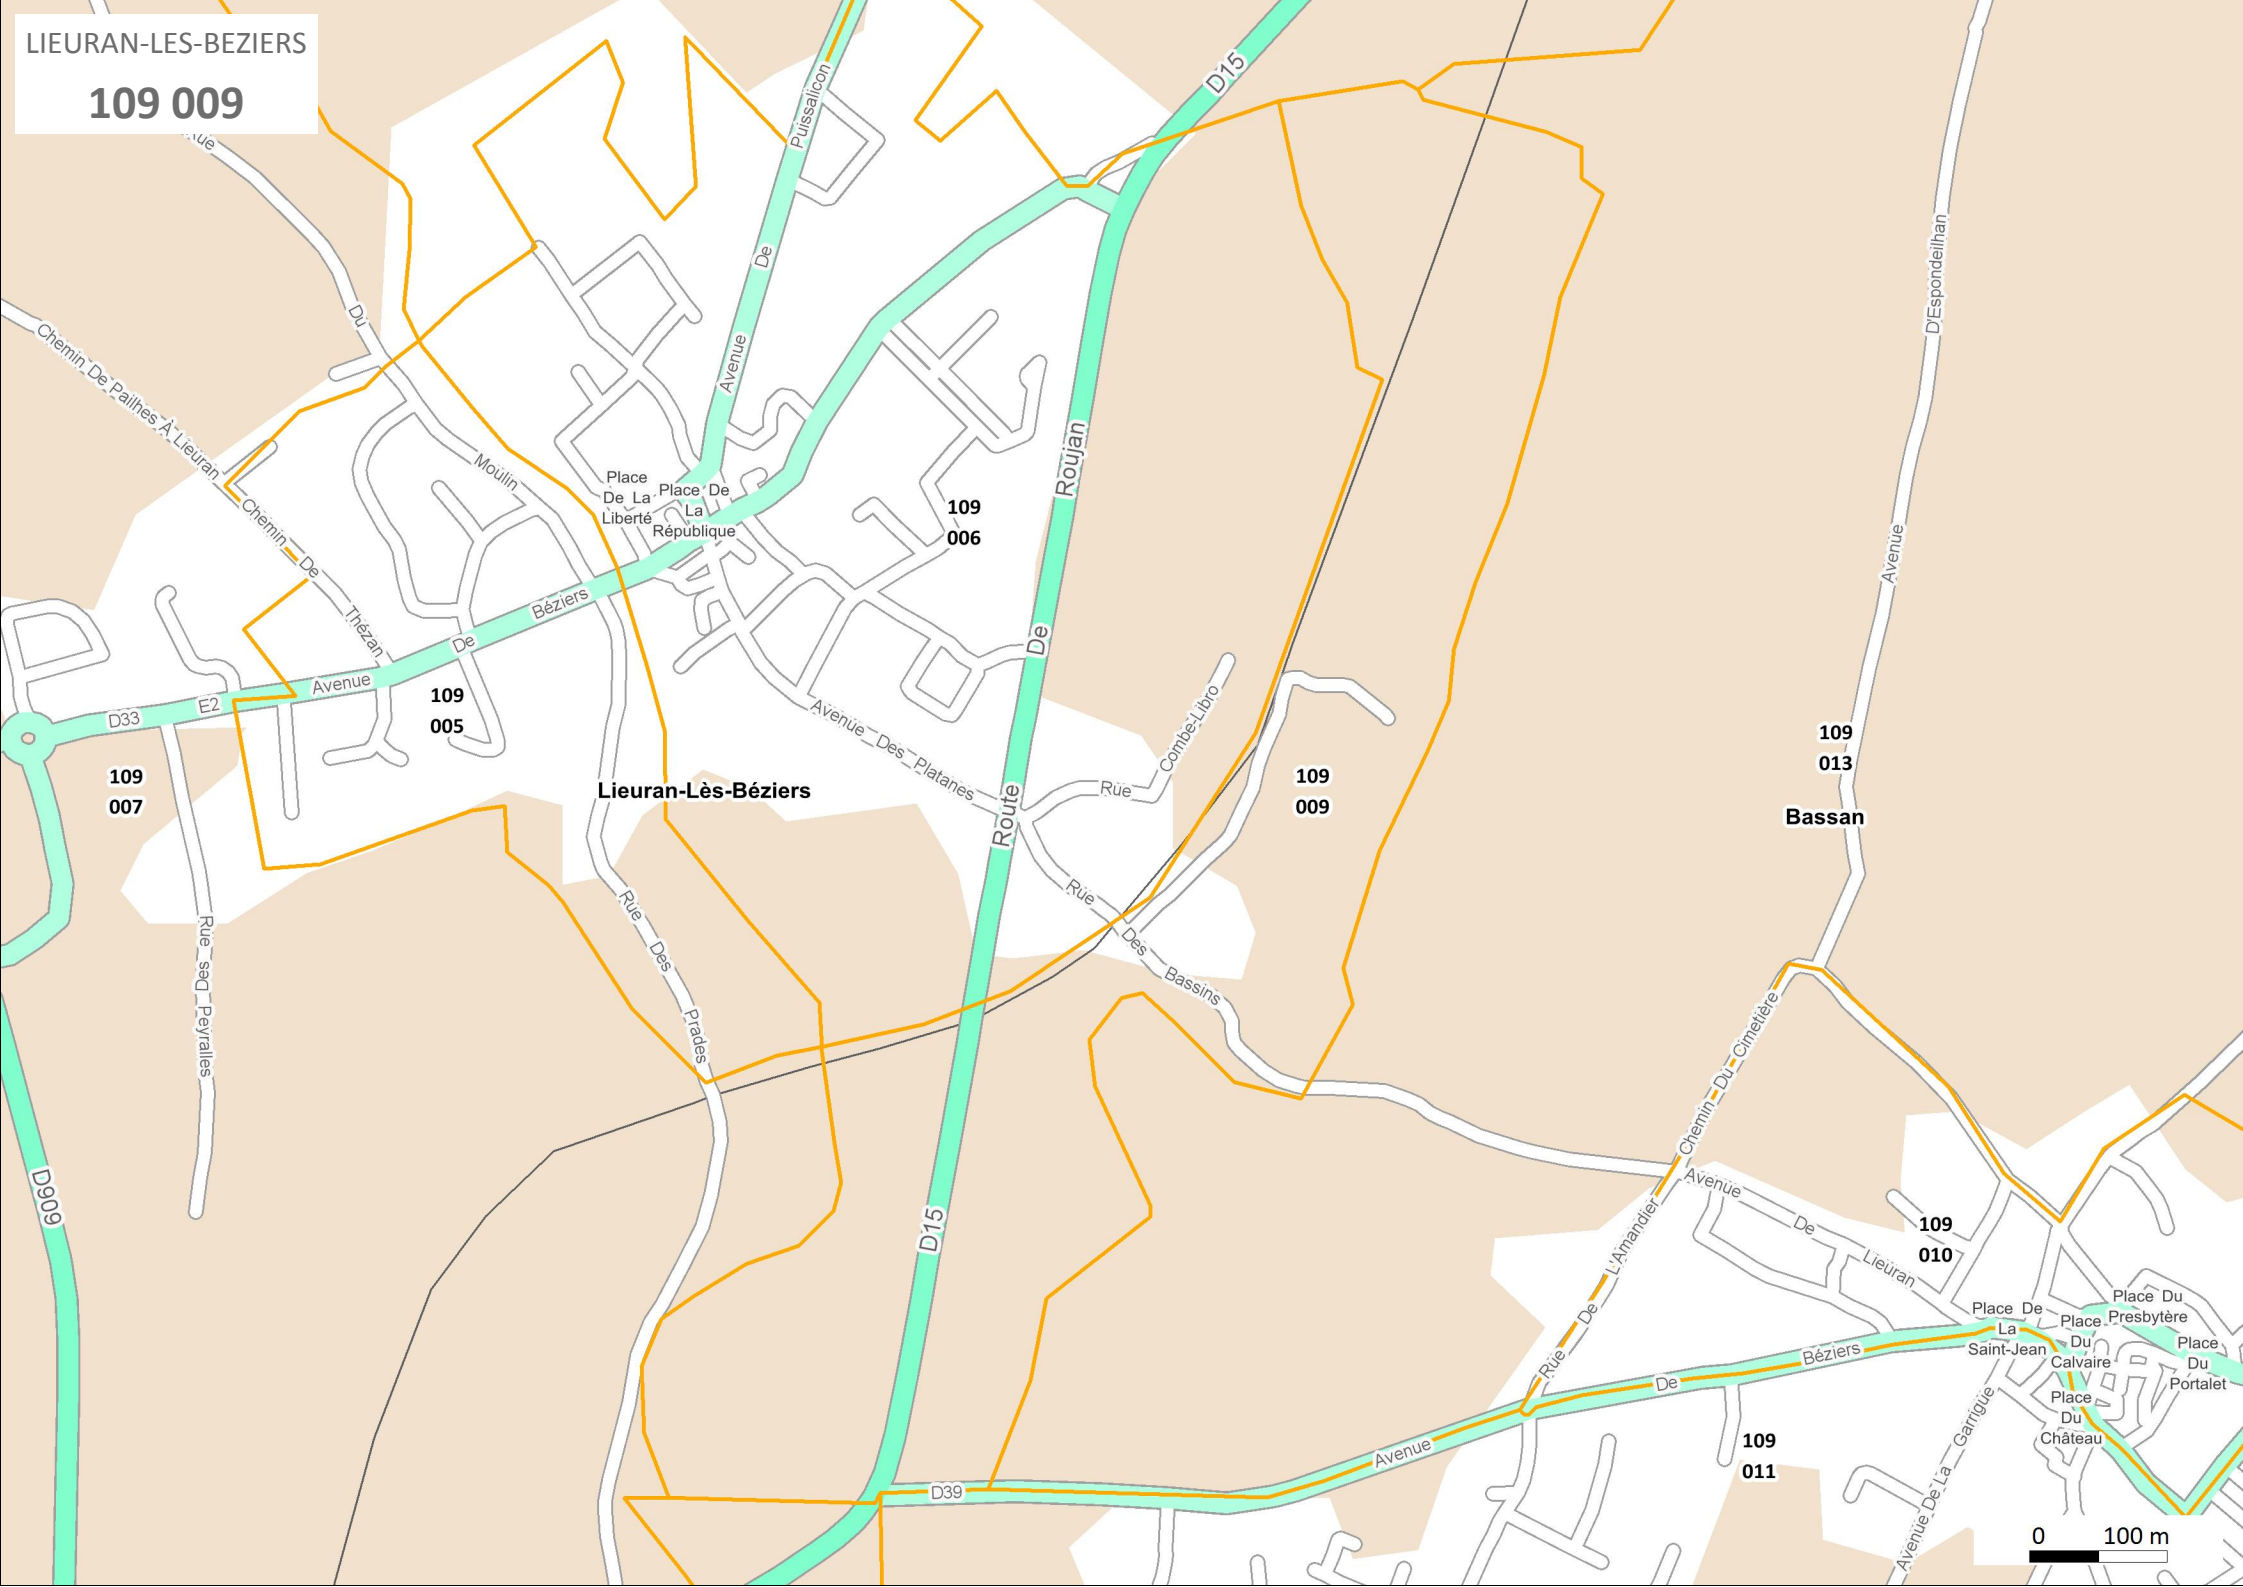 LIEURAN-LES-BEZIERS
109 009
Rue
Du
Moulin
Chemin De Pailhes À Lieuran
Chemin De
Thézan
Puissalicon
De
Avenue
D15
Roujan
De
Route
D15
D'Espondeilhan
Avenue
Place
De La
Liberté
Place De
La
République
109
006
Béziers
De
Avenue
E2
D33
109
005
109
007
Lieuran-Lès-Béziers
Avenue Des Platanes
Rue
Combe-Libro
109
009
109
013
Bassan
Rue
Des
Bassins
Rue
Des
Prades
Rue Des Peyralles
D909
Chemin Du Cimetière
Rue De L'Amandier
Avenue
De
Lieuran
109
010
Place De
La
Saint-Jean
Place
Du
Calvaire
Place Du
Presbytère
Place
Du
Portalet
Place
Du
Château
D39
Avenue
De
Béziers
109
011
Avenue De La Garrigue
0 100 m